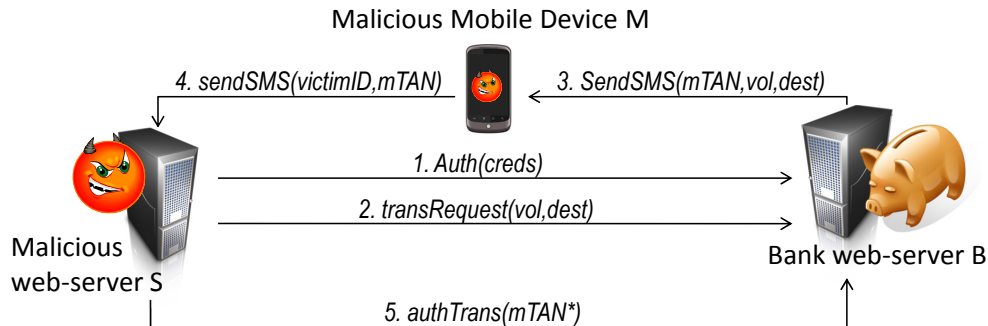 Malicious Mobile Device M
4. sendSMS(victimID,mTAN)
3. SendSMS(mTAN,vol,dest)
1. Auth(creds)
2. transRequest(vol,dest)
Malicious
web-server S
Bank web-server B
5. authTrans(mTAN*)